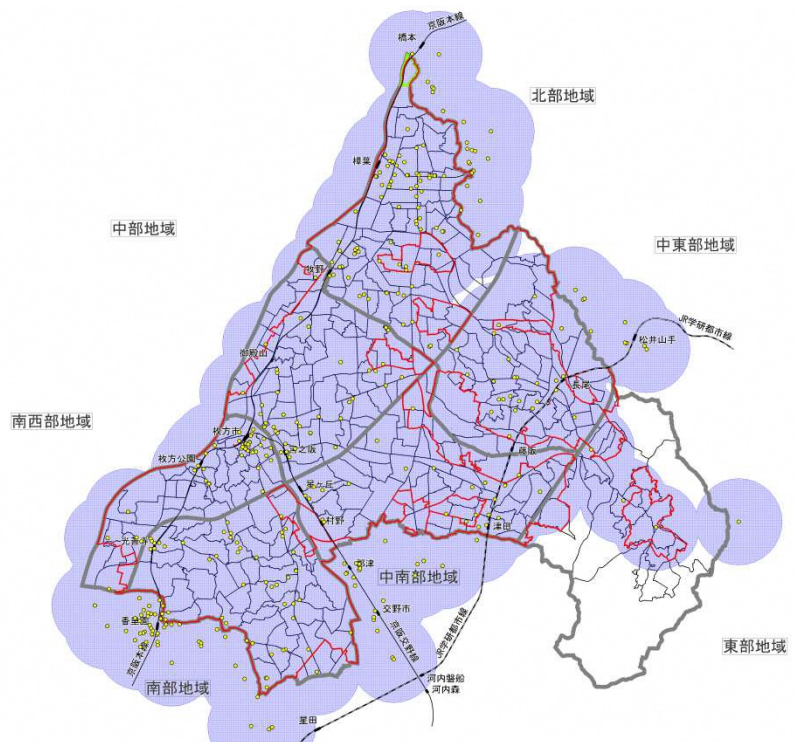 橋本
京阪本線
北部地域
樟葉
中部地域
中東部地域
牧野
JR学研都市線
松井山手
御殿山
長尾
南西部地域
枚方市
宮之阪
藤阪
枚方公園
星ヶ丘
村野
津田
光善寺
郡津
中南部地域
交野市
香里園
京阪本線
京阪交野線
JR学研都市線
東部地域
南部地域
河内磐船
河内森
星田